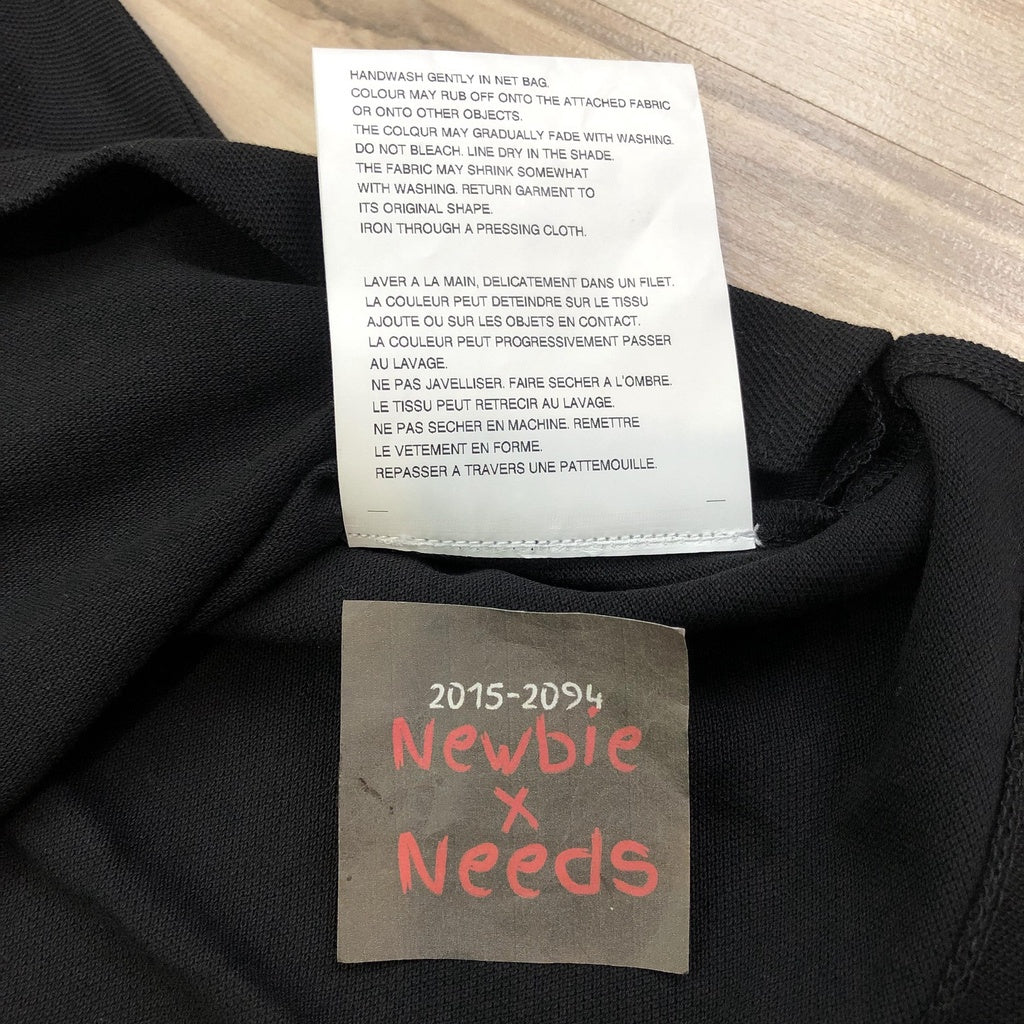 HANDWASH GENTLY IN NET BAG.
COLOUR MAY RUB OFF ONTO THE ATTACHED FABRIC
OR ONTO OTHER OBJECTS.
THE COLOUR MAY GRADUALLY FADE WITH WASHING.
DO NOT BLEACH. LINE DRY IN THE SHADE.
THE FABRIC MAY SHRINK SOMEWHAT
WITH WASHING. RETURN GARMENT TO
ITS ORIGINAL SHAPE.
IRON THROUGH A PRESSING CLOTH.
LAVER A LA MAIN, DELICATEMENT DANS UN FILET.
LA COULEUR PEUT DETEINDRE SUR LE TISSU
AJOUTE OU SUR LES OBJETS EN CONTACT.
LA COULEUR PEUT PROGRESSIVEMENT PASSER
AU LAVAGE.
NE PAS JAVELLISER. FAIRE SECHER A L'OMBRE.
LE TISSU PEUT RETRECIR AU LAVAGE.
NE PAS SECHER EN MACHINE. REMETTRE
LE VETEMENT EN FORME.
REPASSER A TRAVERS UNE PATTEMOUILLE.
2015-2094
Newbie
x
Needs